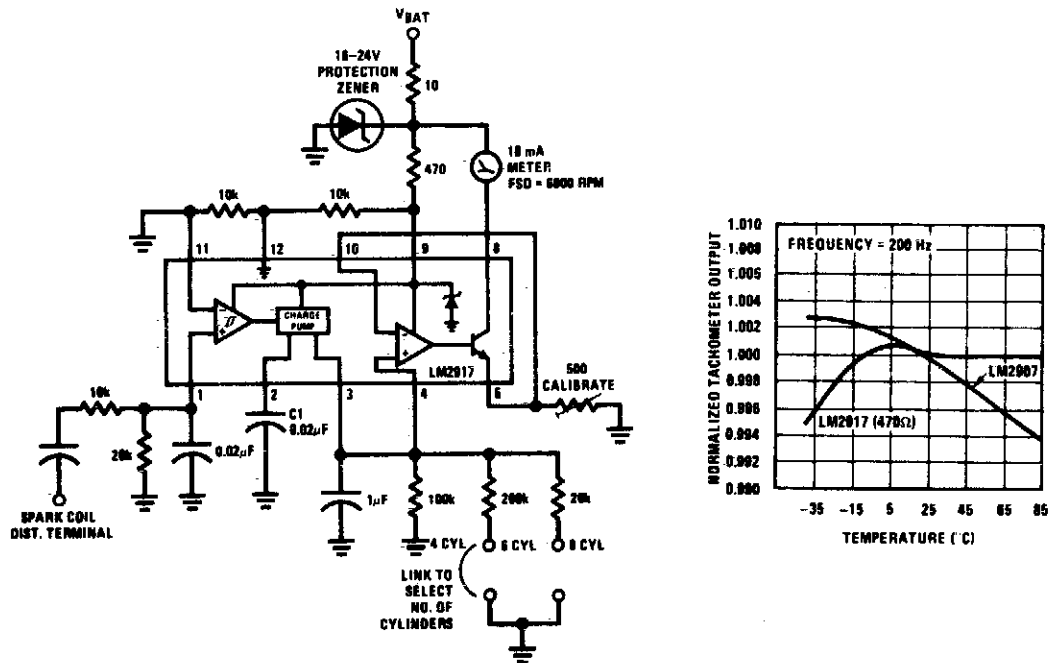 VBAT
18–24V
PROTECTION
ZENER
10
10 mA
METER
FSD = 6000 RPM
470
10k
10k
11
12
10
9
8
CHARGE
PUMP
LM2917
500
CALIBRATE
1
2
3
4
5
10k
C1
0.02µF
20k
0.02µF
1µF
100k
200k
20k
SPARK COIL
DIST. TERMINAL
4 CYL
6 CYL
8 CYL
LINK TO
SELECT
NO. OF
CYLINDERS
NORMALIZED TACHOMETER OUTPUT
1.010
1.008
1.006
1.004
1.002
1.000
0.998
0.996
0.994
0.992
0.990
FREQUENCY = 200 Hz
LM2907
LM2917 (470Ω)
-35 -15 5 25 45 65 85
TEMPERATURE (°C)